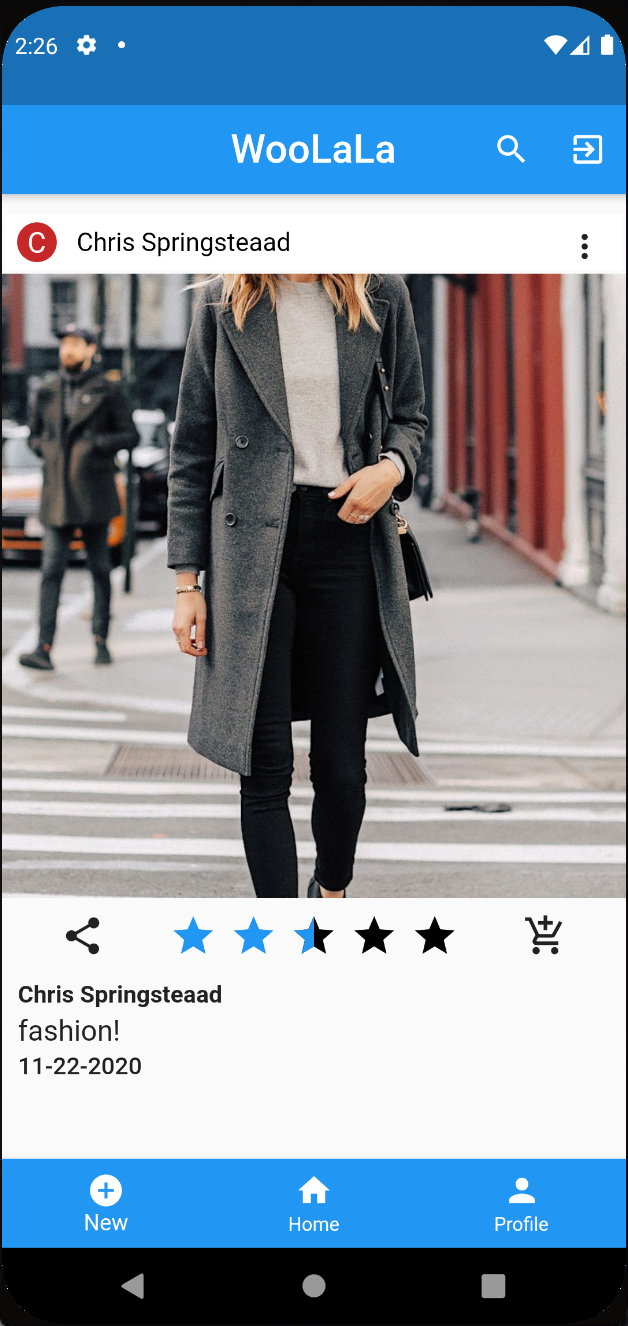 2:26
WooLaLa
C Chris Springsteaad
Chris Springsteaad
fashion!
11-22-2020
New Home Profile